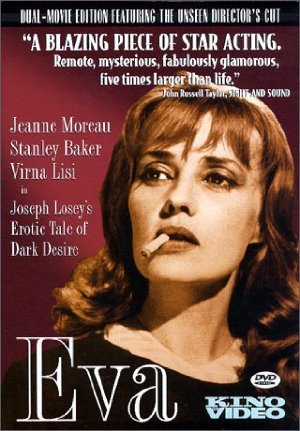 DUAL-MOVIE EDITION FEATURING THE UNSEEN DIRECTOR'S CUT
"A BLAZING PIECE OF STAR ACTING.
Remote, mysterious, fabulously glamorous,
five times larger than life."
—John Russell Taylor, SIGHT AND SOUND
Jeanne Moreau
Stanley Baker
Virna Lisi
in
Joseph Losey's
Erotic Tale of
Dark Desire
Eva
DVD
VIDEO
KINO
VIDEO